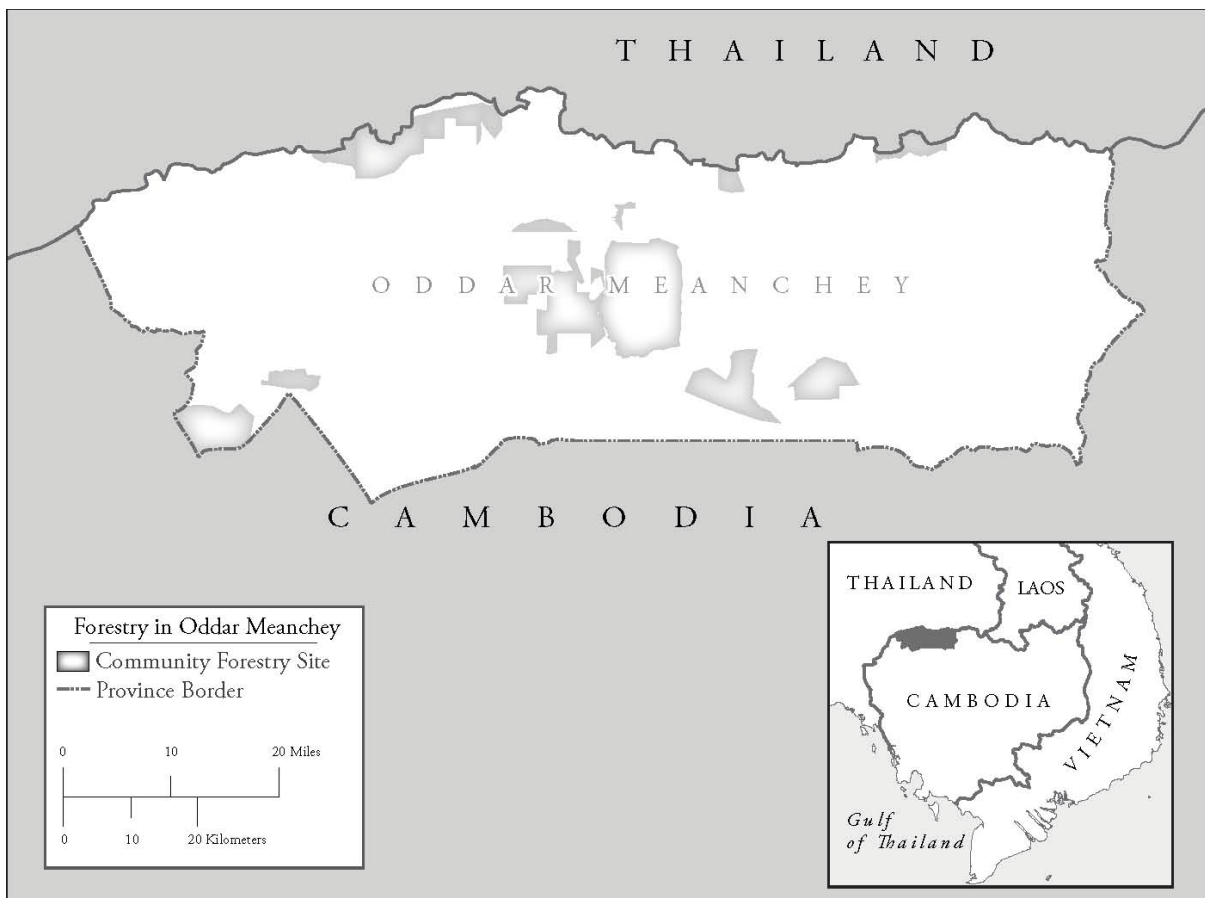 THAILAND
ODDAR MEANCHEY
CAMBODIA
Forestry in Oddar Meanchey
Community Forestry Site
Province Border
0 10 20 Miles
0 10 20 Kilometers
THAILAND
LAOS
CAMBODIA
VIETNAM
Gulf
of Thailand